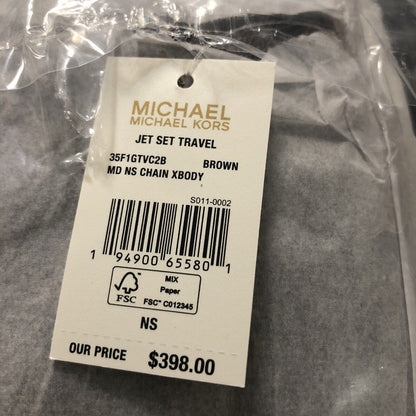 MICHAEL
MICHAEL KORS
JET SET TRAVEL
35F1GTVC2B BROWN
MD NS CHAIN XBODY
S011-0002
1 94900 65580 1
MIX
Paper
FSC
FSC® C012345
NS
OUR PRICE $398.00